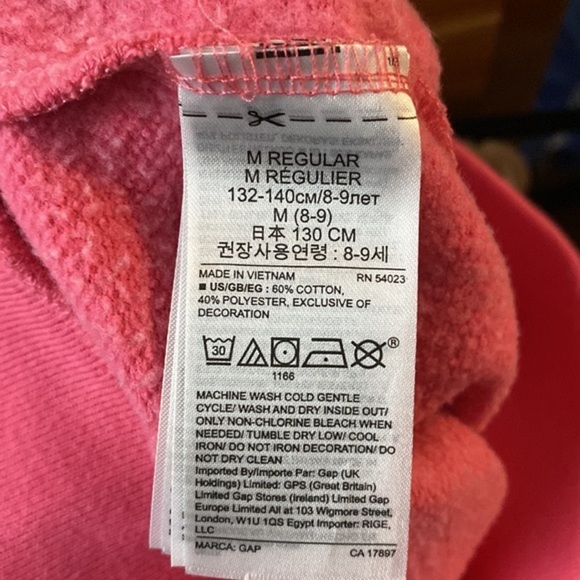 M REGULAR
M RÉGULIER
132-140см/8-9лет
M (8-9)
日本 130 CM
권장사용연령 : 8-9세
MADE IN VIETNAM RN 54023
■ US/GB/EG : 60% COTTON,
40% POLYESTER, EXCLUSIVE OF
DECORATION
30
®
1166
MACHINE WASH COLD GENTLE
CYCLE/ WASH AND DRY INSIDE OUT/
ONLY NON-CHLORINE BLEACH WHEN
NEEDED/ TUMBLE DRY LOW/ COOL
IRON/ DO NOT IRON DECORATION/ DO
NOT DRY CLEAN
Imported By/Importe Par: Gap (UK
Holdings) Limited: GPS (Great Britain)
Limited Gap Stores (Ireland) Limited Gap
Europe Limited All at 103 Wigmore Street,
London, W1U 1QS Egypt Importer: RIGE,
LLC
MARCA: GAP CA 17897